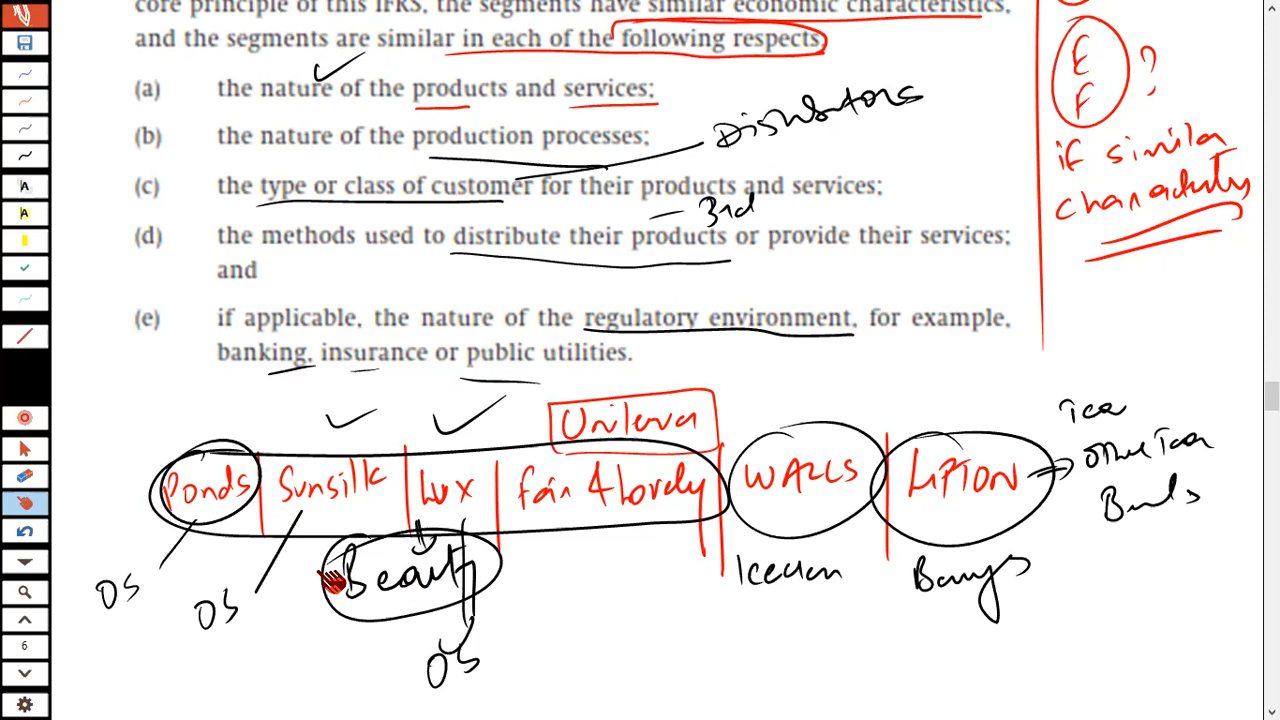 core principle of this IFRS, the segments have similar economic characteristics,
and the segments are similar in each of the following respects
(a) the nature of the products and services;
(b) the nature of the production processes;
Distributors
(c) the type or class of customer for their products and services;
- 3rd
(d) the methods used to distribute their products or provide their services;
and
(e) if applicable, the nature of the regulatory environment, for example,
banking, insurance or public utilities.
E
F ?
if similar
Unilever
Ponds Sunsilk Lux fair & Lovely WALLS LIPTON
Tea
other Tea
OS
OS
Beauty
OS
6
A
A